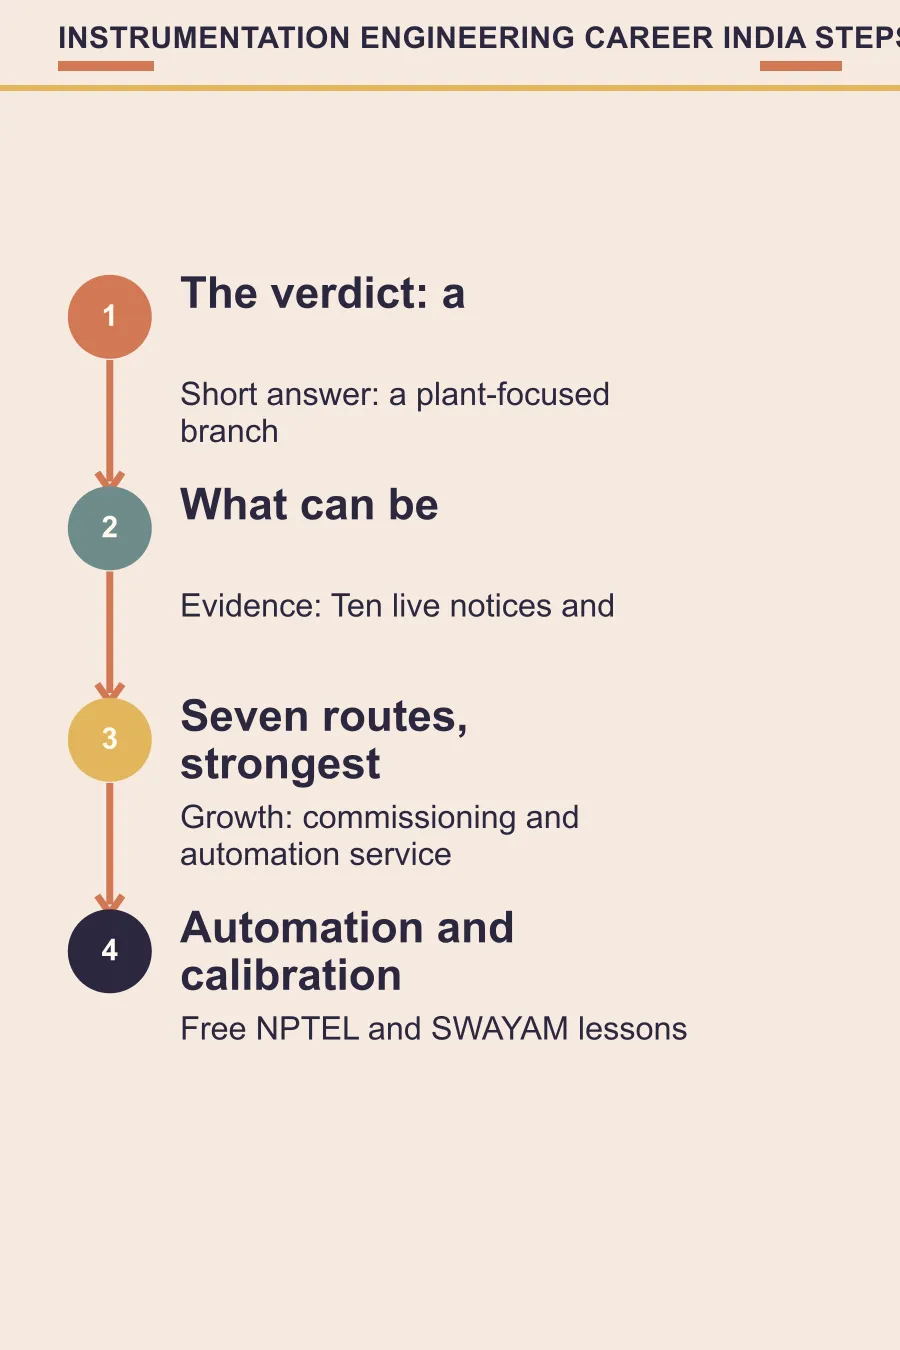 INSTRUMENTATION ENGINEERING CAREER INDIA STEPS
1
The verdict: a
Short answer: a plant-focused
branch
2
What can be
Evidence: Ten live notices and
3
Seven routes,
strongest
Growth: commissioning and
automation service
4
Automation and
calibration
Free NPTEL and SWAYAM lessons